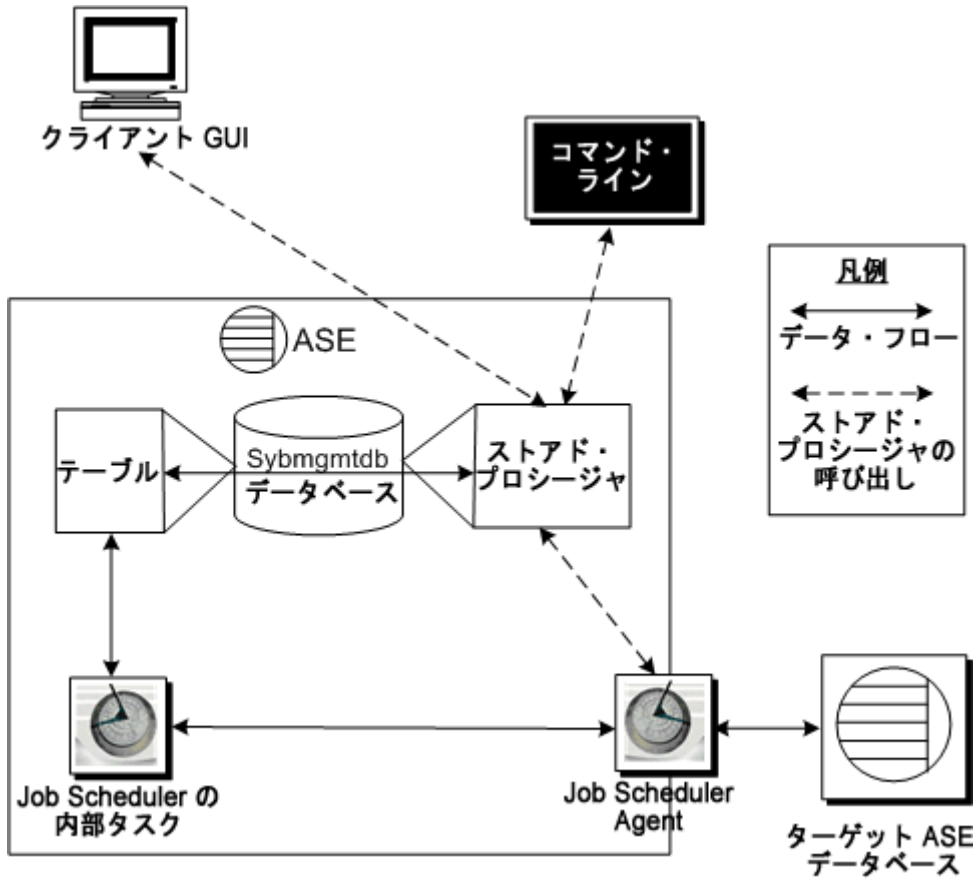 クライアント GUI
コマンド・
ライン
凡例
データ・フロー
ストアド・
プロシージャの
呼び出し
ASE
テーブル
Sybmgmtdb
データベース
ストアド・
プロシージャ
Job Scheduler の
内部タスク
Job Scheduler
Agent
ターゲット ASE
データベース